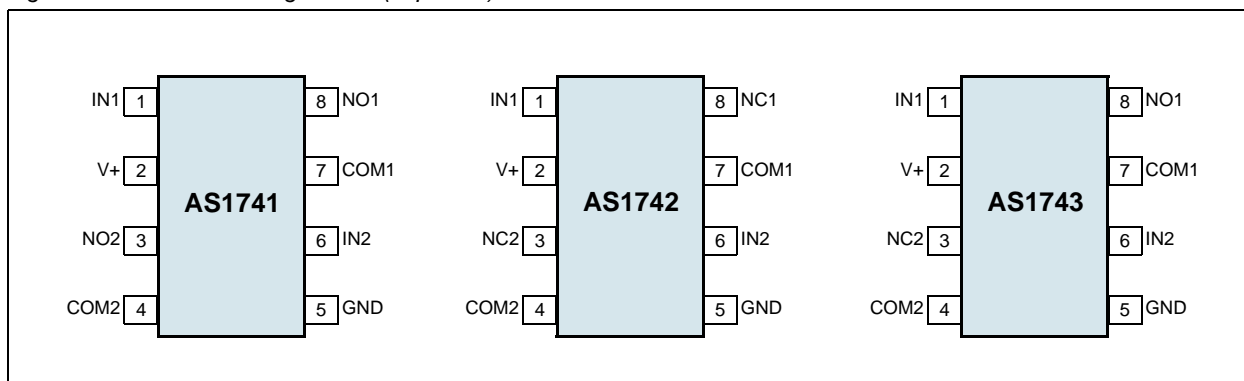 IN1 1 8 NO1
V+ 2 7 COM1
AS1741
NO2 3 6 IN2
COM2 4 5 GND
IN1 1 8 NC1
V+ 2 7 COM1
AS1742
NC2 3 6 IN2
COM2 4 5 GND
IN1 1 8 NO1
V+ 2 7 COM1
AS1743
NC2 3 6 IN2
COM2 4 5 GND